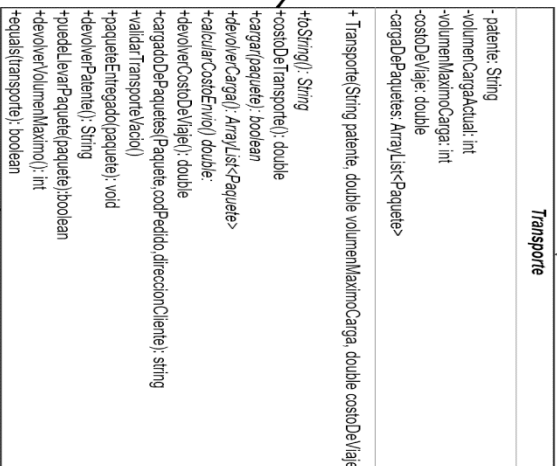 Transporte
- patente: String
-volumenCargaActual: int
-volumenMaximoCarga: int
-costoDeViaje: double
-cargaDePaquetes: ArrayList<Paquete>
+ Transporte(String patente, double volumenMaximoCarga, double costoDeViaje
+toString(): String
+costoDeTransporte(): double
+cargar(paquete): boolean
+devolverCarga(): ArrayList<Paquete>
+calcularCostoEnvio() double:
+devolverCostoDeViaje(): double
+cargadoDePaquetes(Paquete,codPedido,direccionCliente): string
+validarTransporteVacio()
+paqueteEntregado(paquete): void
+devolverPatente(): String
+puedeLlevarPaquete(paquete):boolean
+devolverVolumenMaximo(): int
+equals(transporte): boolean